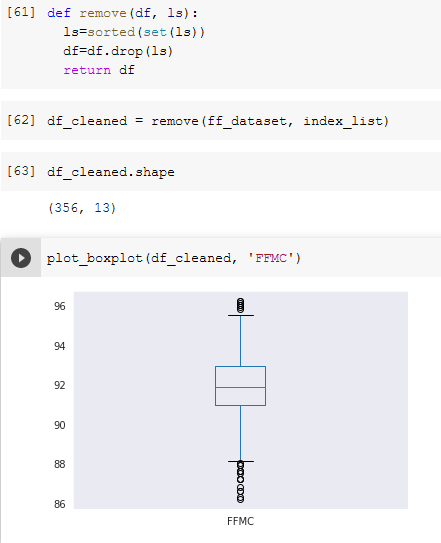 [61] def remove(df, ls):
ls=sorted(set(ls))
df=df.drop(ls)
return df
[62] df_cleaned = remove(ff_dataset, index_list)
[63] df_cleaned.shape
(356, 13)
plot_boxplot(df_cleaned, 'FFMC')
96
94
92
90
88
86
FFMC